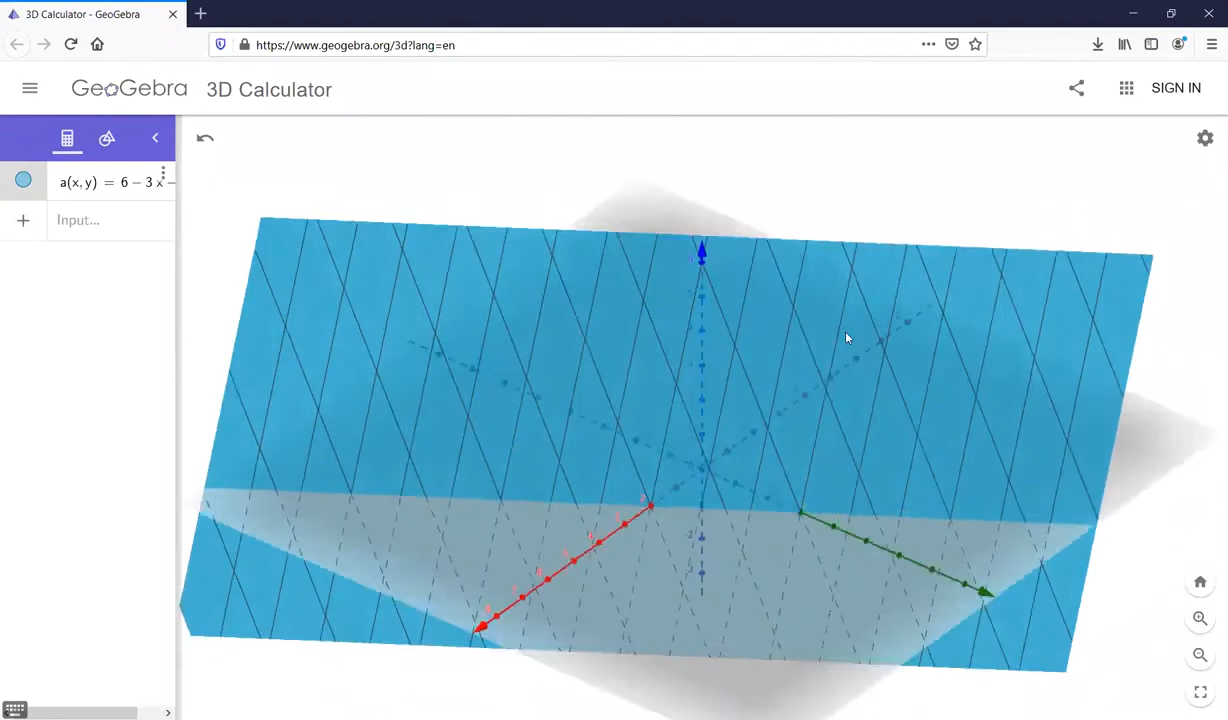 3D Calculator - GeoGebra
https://www.geogebra.org/3d?lang=en
GeoGebra 3D Calculator
SIGN IN
a(x, y) = 6 − 3 x −
Input...